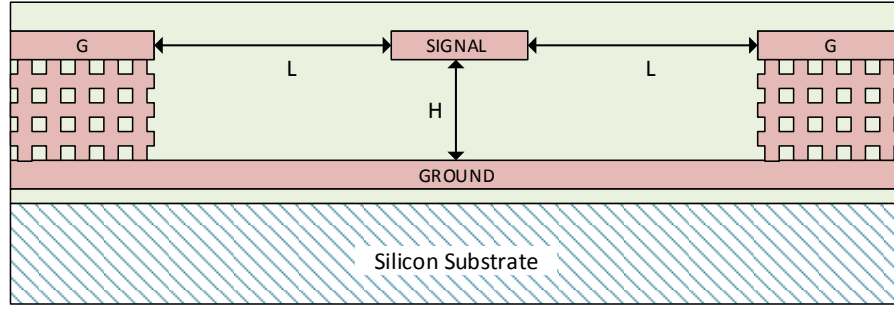 G SIGNAL G
L L
H
GROUND
Silicon Substrate